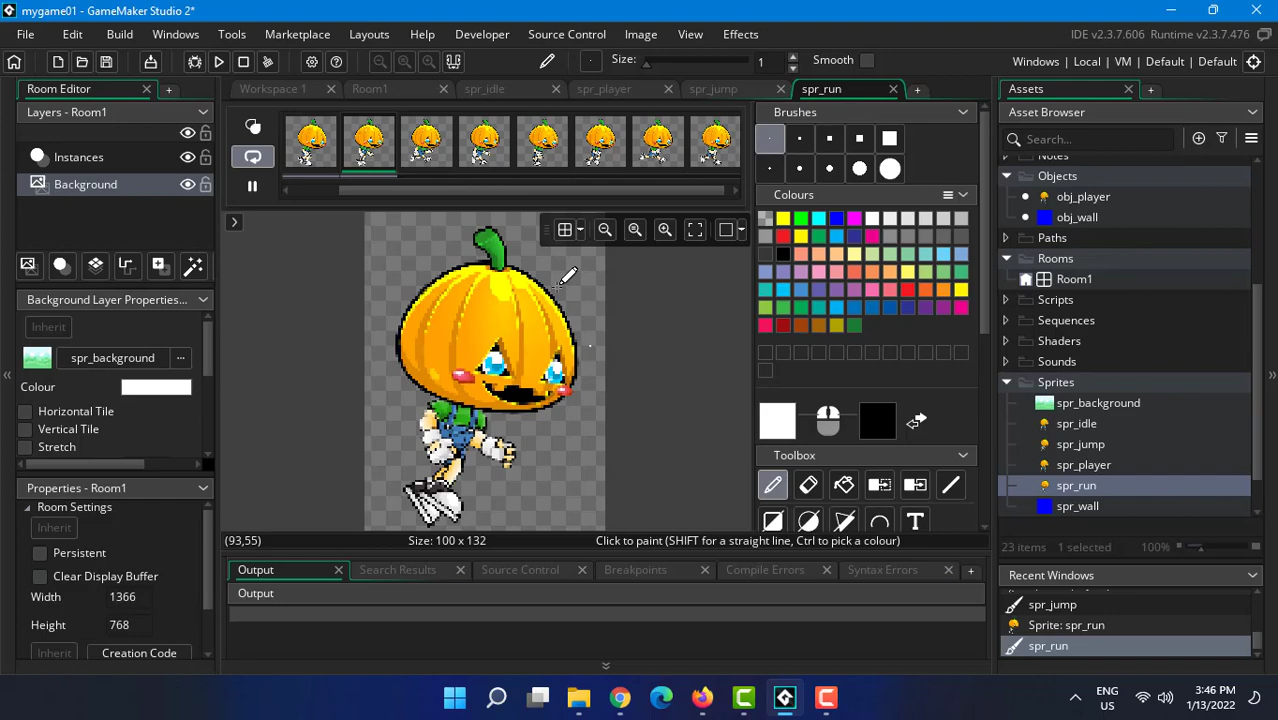 mygame01 - GameMaker Studio 2*
File Edit Build Windows Tools Marketplace Layouts Help Developer Source Control Image View Effects
IDE v2.3.7.606 Runtime v2.3.7.476
Size: 1 Smooth
Windows | Local | VM | Default | Default
Room Editor
Workspace 1 Room1 spr_idle spr_player spr_jump spr_run
Assets
Layers - Room1
Brushes
Asset Browser
Search...
Instances
Background
Notes
Objects
obj_player
obj_wall
Paths
Rooms
Room1
Scripts
Sequences
Shaders
Sounds
Sprites
spr_background
spr_idle
spr_jump
spr_player
spr_run
spr_wall
Colours
Background Layer Properties...
Inherit
spr_background ...
Colour
Horizontal Tile
Vertical Tile
Stretch
Toolbox
T
Properties - Room1
Room Settings
Inherit
Persistent
Clear Display Buffer
Width 1366
Height 768
Inherit Creation Code
(93,55) Size: 100 x 132 Click to paint (SHIFT for a straight line, Ctrl to pick a colour)
23 items 1 selected 100%
Output Search Results Source Control Breakpoints Compile Errors Syntax Errors
Output
Recent Windows
spr_jump
Sprite: spr_run
spr_run
ENG
US
3:46 PM
1/13/2022